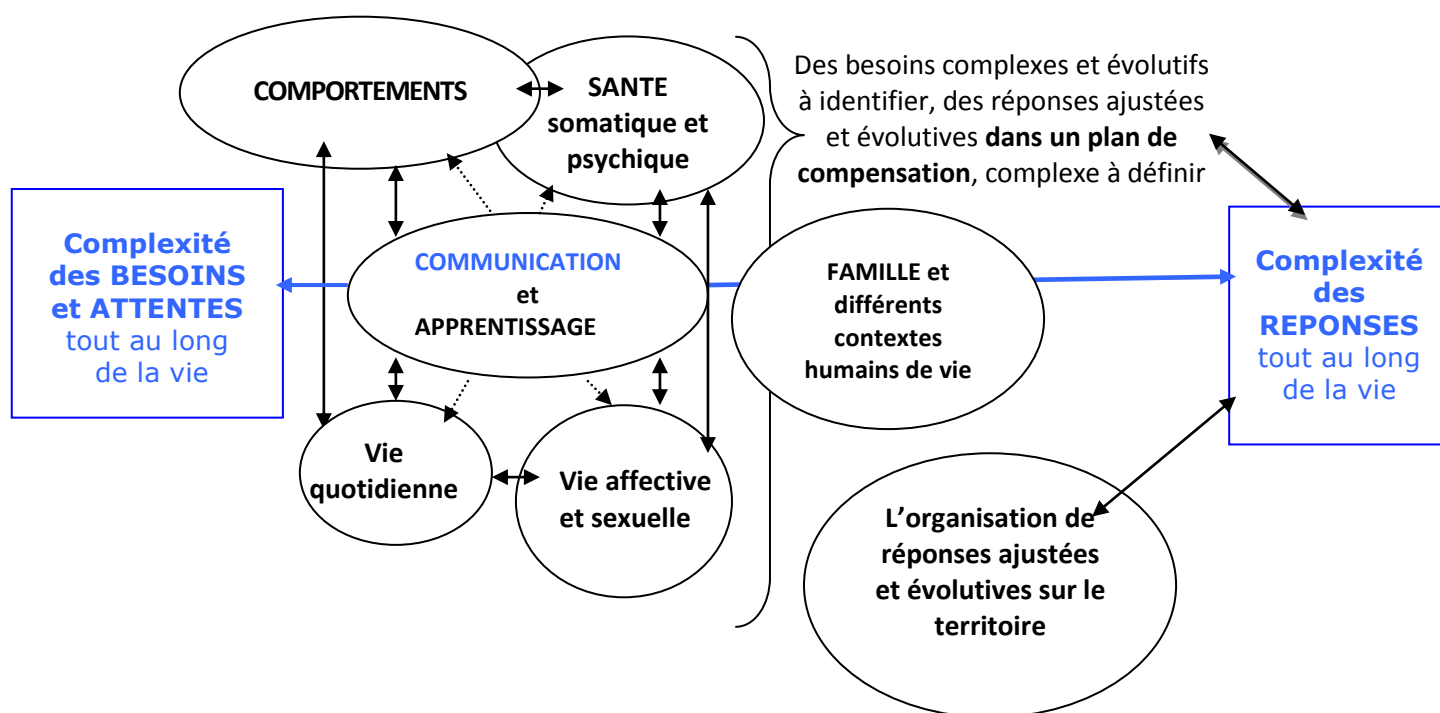 COMPORTEMENTS
SANTE
somatique et
psychique
Des besoins complexes et évolutifs
à identifier, des réponses ajustées
et évolutives dans un plan de
compensation, complexe à définir
Complexité
des BESOINS
et ATTENTES
tout au long
de la vie
COMMUNICATION
et
APPRENTISSAGE
FAMILLE et
différents
contextes
humains de vie
Complexité
des
REPONSES
tout au long
de la vie
Vie
quotidienne
Vie affective
et sexuelle
L’organisation de
réponses ajustées
et évolutives sur le
territoire